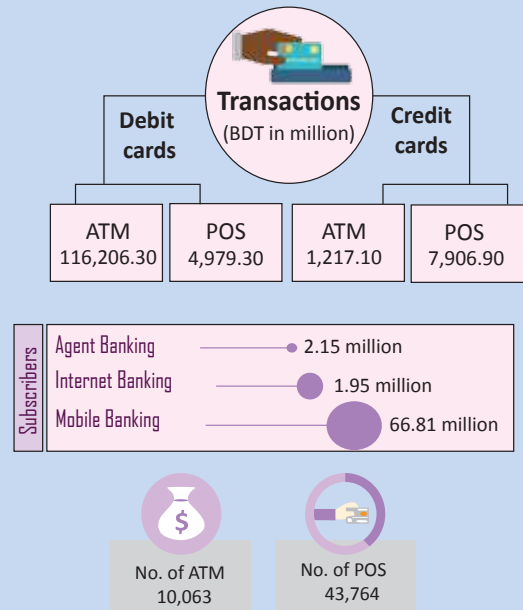 Transactions
(BDT in million)
Debit
cards
Credit
cards
ATM
116,206.30
POS
4,979.30
ATM
1,217.10
POS
7,906.90
Subscribers
Agent Banking 2.15 million
Internet Banking 1.95 million
Mobile Banking 66.81 million
$
No. of ATM
10,063
No. of POS
43,764